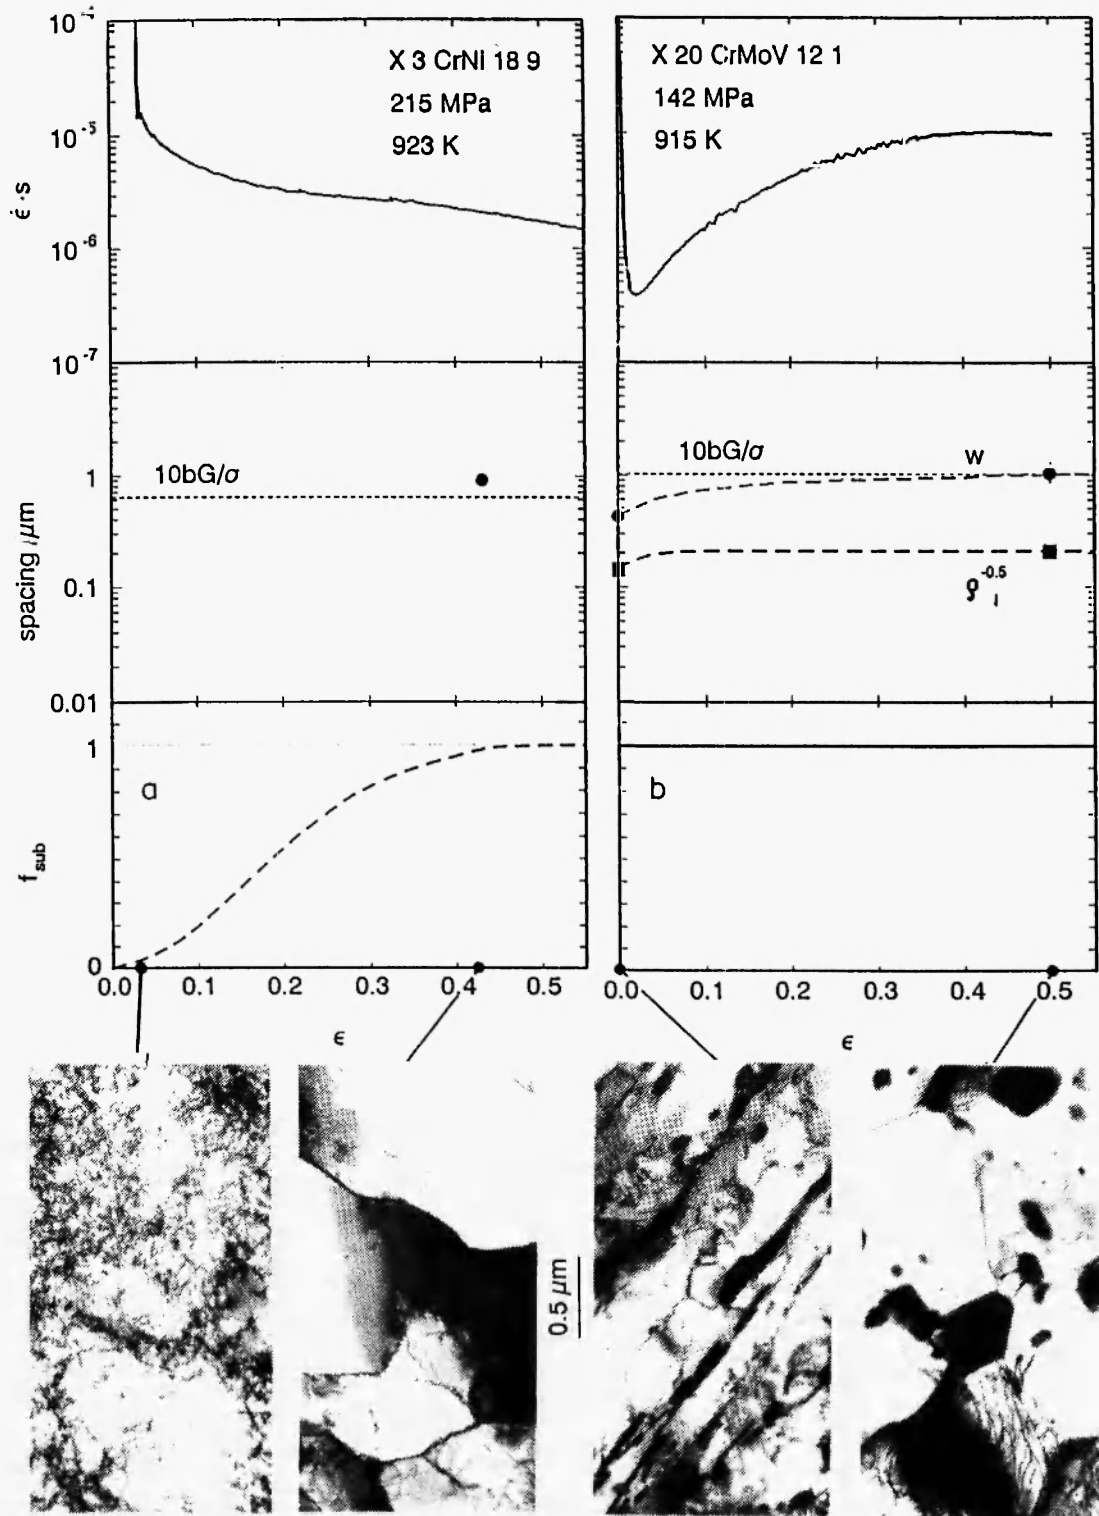 10⁻⁴
10⁻⁵
10⁻⁶
10⁻⁷
ε̇ · s
X 3 CrNi 18 9
215 MPa
923 K
X 20 CrMoV 12 1
142 MPa
915 K
1
0.1
0.01
spacing /μm
10bG/σ
10bG/σ
w
ρ -0.5
1
0
f sub
a
b
0.0 0.1 0.2 0.3 0.4 0.5
0.0 0.1 0.2 0.3 0.4 0.5
ϵ
ϵ
0.5 μm